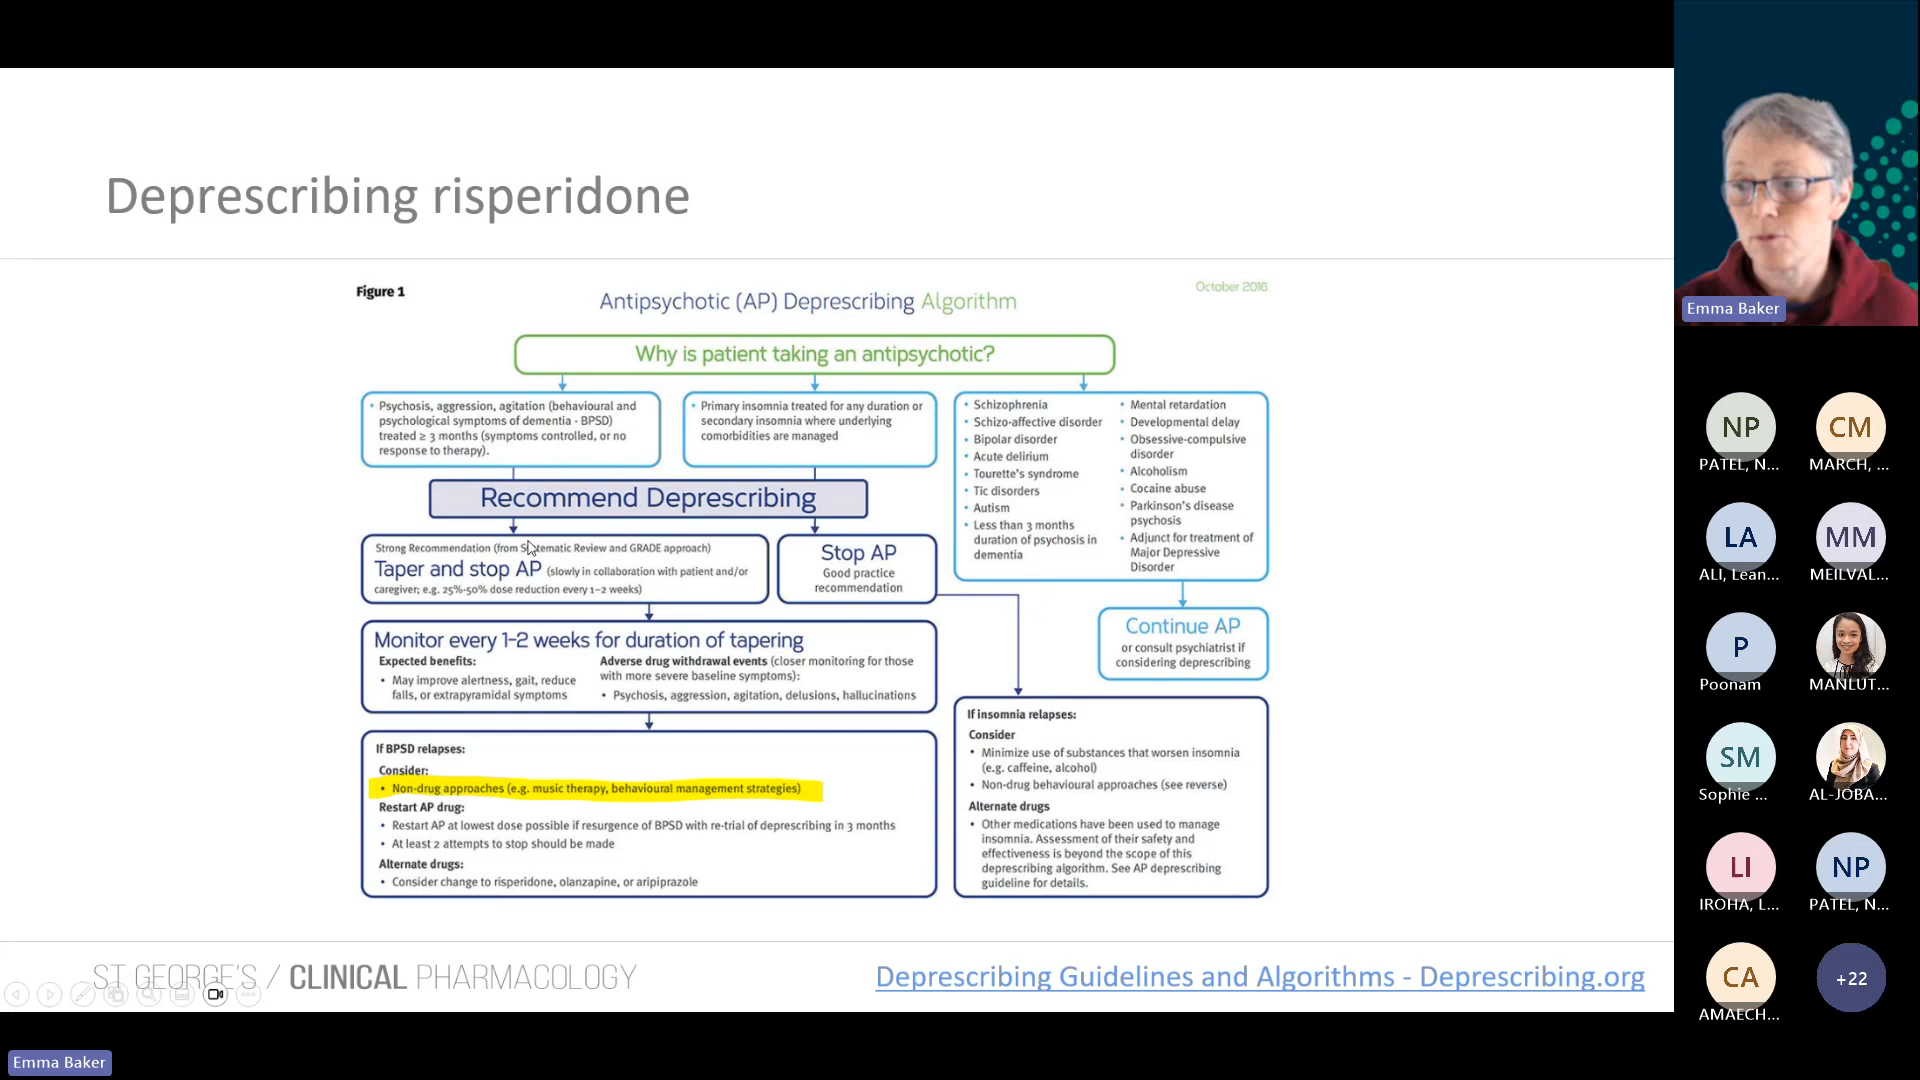 Deprescribing risperidone
Figure 1
October 2016
Antipsychotic (AP) Deprescribing Algorithm
Why is patient taking an antipsychotic?
• Psychosis, aggression, agitation (behavioural and
psychological symptoms of dementia - BPSD)
treated ≥ 3 months (symptoms controlled, or no
response to therapy).
• Primary insomnia treated for any duration or
secondary insomnia where underlying
comorbidities are managed
• Schizophrenia
• Schizo-affective disorder
• Bipolar disorder
• Acute delirium
• Tourette's syndrome
• Tic disorders
• Autism
• Less than 3 months
duration of psychosis in
dementia
• Mental retardation
• Developmental delay
• Obsessive-compulsive
disorder
• Alcoholism
• Cocaine abuse
• Parkinson's disease
psychosis
• Adjunct for treatment of
Major Depressive
Disorder
Recommend Deprescribing
Strong Recommendation (from Systematic Review and GRADE approach)
Taper and stop AP (slowly in collaboration with patient and/or
caregiver; e.g. 25%-50% dose reduction every 1–2 weeks)
Stop AP
Good practice
recommendation
Continue AP
or consult psychiatrist if
considering deprescribing
Monitor every 1-2 weeks for duration of tapering
Expected benefits:
• May improve alertness, gait, reduce
falls, or extrapyramidal symptoms
Adverse drug withdrawal events (closer monitoring for those
with more severe baseline symptoms):
• Psychosis, aggression, agitation, delusions, hallucinations
If BPSD relapses:
Consider:
• Non-drug approaches (e.g. music therapy, behavioural management strategies)
Restart AP drug:
• Restart AP at lowest dose possible if resurgence of BPSD with re-trial of deprescribing in 3 months
• At least 2 attempts to stop should be made
Alternate drugs:
• Consider change to risperidone, olanzapine, or aripiprazole
If insomnia relapses:
Consider
• Minimize use of substances that worsen insomnia
(e.g. caffeine, alcohol)
• Non-drug behavioural approaches (see reverse)
Alternate drugs
• Other medications have been used to manage
insomnia. Assessment of their safety and
effectiveness is beyond the scope of this
deprescribing algorithm. See AP deprescribing
guideline for details.
ST GEORGE'S / CLINICAL PHARMACOLOGY
Deprescribing Guidelines and Algorithms - Deprescribing.org
Emma Baker
Emma Baker
NP
PATEL, N...
CM
MARCH, ...
LA
ALI, Lean...
MM
MEILVAL...
P
Poonam
MANLUT...
SM
Sophie ...
AL-JOBA...
LI
IROHA, L...
NP
PATEL, N...
CA
AMAECH...
+22